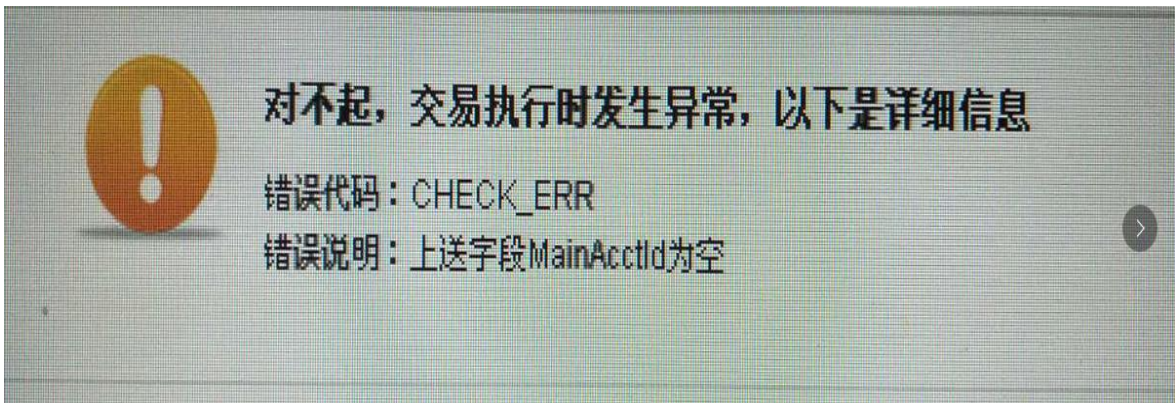 对不起，交易执行时发生异常，以下是详细信息
错误代码：CHECK_ERR
错误说明：上送字段MainAcctId为空